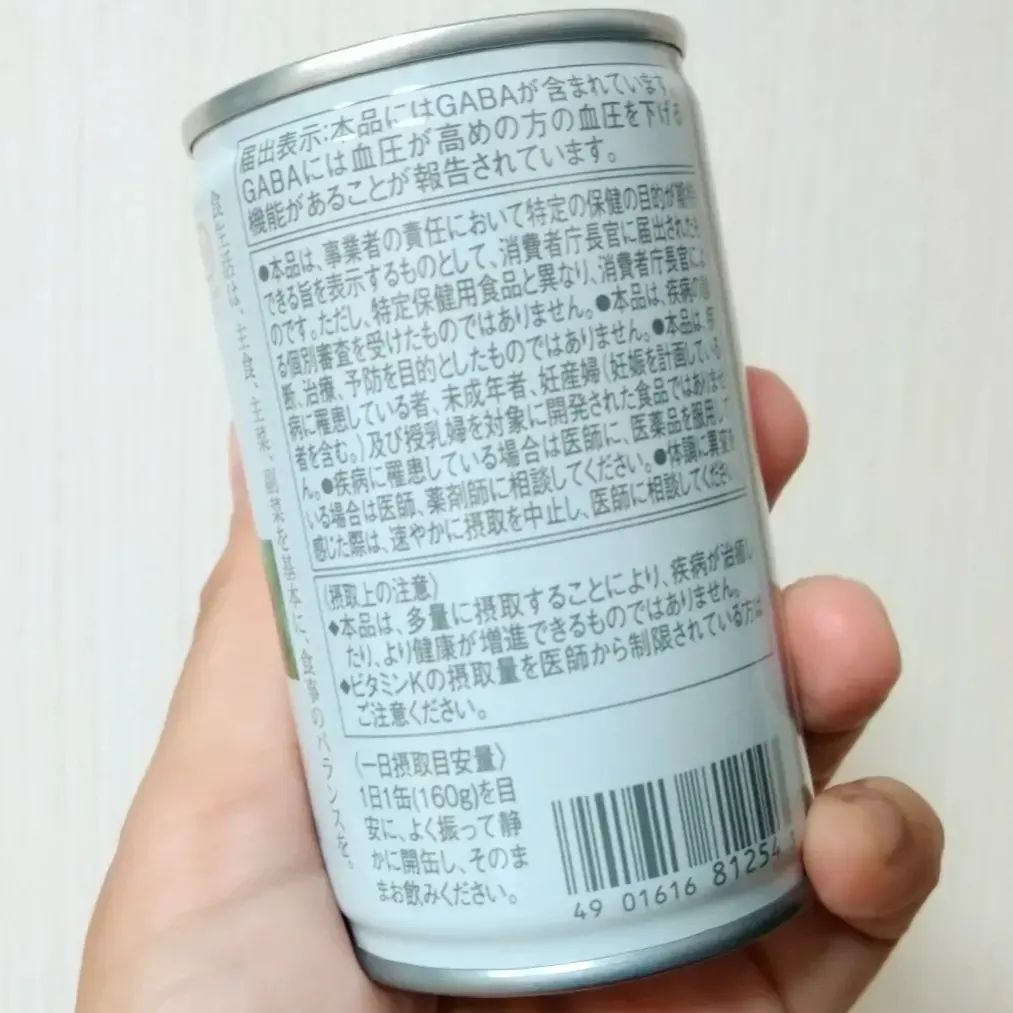 届出表示:本品にはGABAが含まれています。
GABAには血圧が高めの方の血圧を下げる
機能があることが報告されています。
●本品は、事業者の責任において特定の保健の目的が期待
できる旨を表示するものとして、消費者庁長官に届出されたも
のです。ただし、特定保健用食品と異なり、消費者庁長官によ
る個別審査を受けたものではありません。●本品は、疾病の診
断、治療、予防を目的としたものではありません。●本品は、疾
病に罹患している者、未成年者、妊産婦(妊娠を計画している
者を含む。)及び授乳婦を対象に開発された食品ではありませ
ん。●疾病に罹患している場合は医師に、医薬品を服用して
いる場合は医師、薬剤師に相談してください。●体調に異変を
感じた際は、速やかに摂取を中止し、医師に相談してください
〈摂取上の注意〉
◆本品は、多量に摂取することにより、疾病が治癒し
たり、より健康が増進できるものではありません。
◆ビタミンKの摂取量を医師から制限されている方は
ご注意ください。
〈一日摂取目安量〉
1日1缶(160g)を目
安に、よく振って静
かに開缶し、そのま
まお飲みください。
食生活は、主食、主菜、副菜を基本に、食事のバランスを。
49 01616 81254